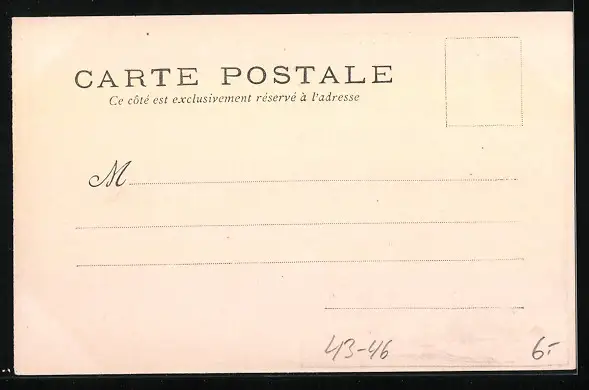 CARTE POSTALE
Ce côté est exclusivement réservé à l'adresse
M
43-46
6.-